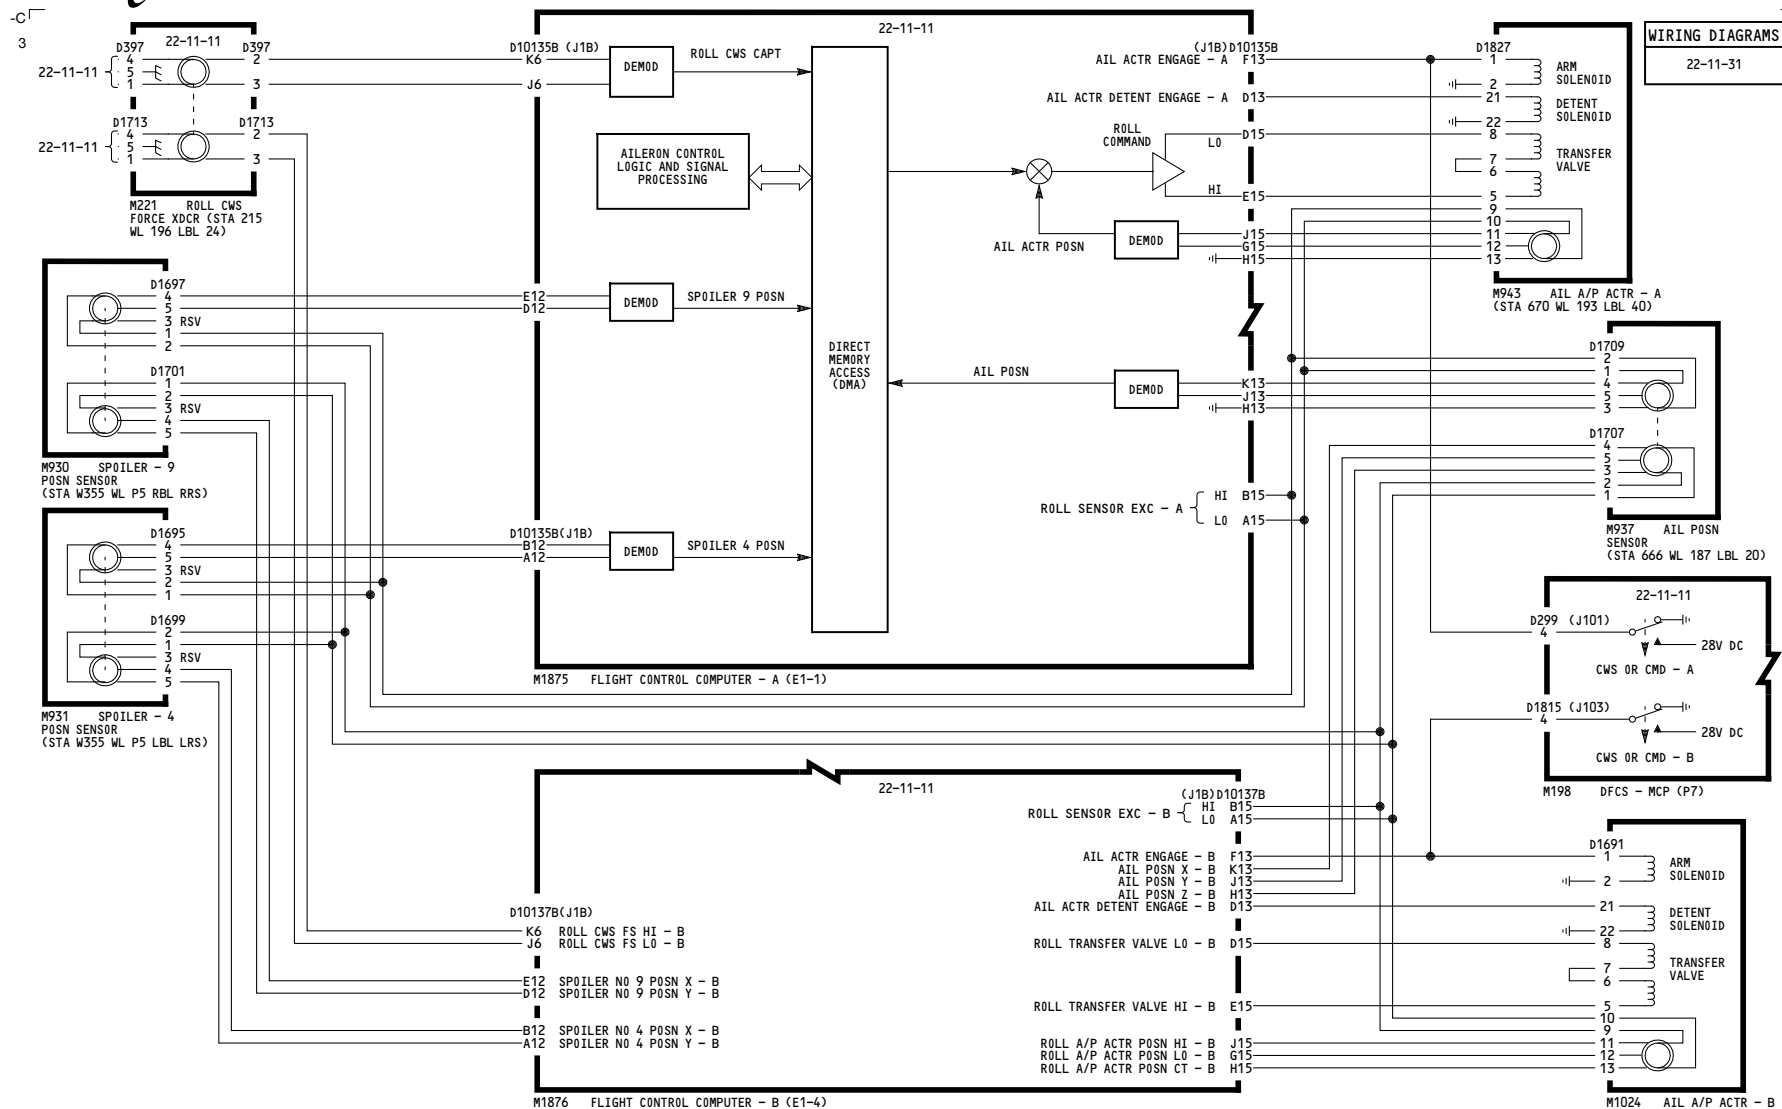 -C
3
WIRING DIAGRAMS
22-11-31
D397 22-11-11 D397
4 2
22-11-11 5
1 3
D1713 D1713
4 2
22-11-11 5
1 3
M221 ROLL CWS
FORCE XDCR (STA 215
WL 196 LBL 24)
D1697
4
5
3 RSV
1
2
D1701
1
2
3 RSV
4
5
M930 SPOILER - 9
POSN SENSOR
(STA W355 WL P5 RBL RRS)
D1695
4
5
3 RSV
2
1
D1699
2
1
3 RSV
4
5
M931 SPOILER - 4
POSN SENSOR
(STA W355 WL P5 LBL LRS)
22-11-11
D10135B (J1B)
K6
J6
DEMOD
ROLL CWS CAPT
AILERON CONTROL
LOGIC AND SIGNAL
PROCESSING
E12
D12
DEMOD
SPOILER 9 POSN
D10135B(J1B)
B12
A12
DEMOD
SPOILER 4 POSN
DIRECT
MEMORY
ACCESS
(DMA)
(J1B) D10135B
AIL ACTR ENGAGE - A F13
AIL ACTR DETENT ENGAGE - A D13
ROLL
COMMAND
D15
LO
HI
E15
AIL ACTR POSN
DEMOD
J15
G15
H15
AIL POSN
DEMOD
K13
J13
H13
ROLL SENSOR EXC - A
HI B15
LO A15
M1875 FLIGHT CONTROL COMPUTER - A (E1-1)
D1827
1
2
21
22
8
7
6
5
9
10
11
12
13
ARM
SOLENOID
DETENT
SOLENOID
TRANSFER
VALVE
M943 AIL A/P ACTR - A
(STA 670 WL 193 LBL 40)
D1709
2
1
4
5
3
D1707
4
5
3
2
1
M937 AIL POSN
SENSOR
(STA 666 WL 187 LBL 20)
22-11-11
D299 (J101)
4
28V DC
CWS OR CMD - A
D1815 (J103)
4
28V DC
CWS OR CMD - B
M198 DFCS - MCP (P7)
22-11-11
(J1B) D10137B
ROLL SENSOR EXC - B
HI B15
LO A15
AIL ACTR ENGAGE - B F13
AIL POSN X - B K13
AIL POSN Y - B J13
AIL POSN Z - B H13
AIL ACTR DETENT ENGAGE - B D13
ROLL TRANSFER VALVE LO - B D15
ROLL TRANSFER VALVE HI - B E15
ROLL A/P ACTR POSN HI - B J15
ROLL A/P ACTR POSN LO - B G15
ROLL A/P ACTR POSN CT - B H15
D10137B(J1B)
K6 ROLL CWS FS HI - B
J6 ROLL CWS FS LO - B
E12 SPOILER NO 9 POSN X - B
D12 SPOILER NO 9 POSN Y - B
B12 SPOILER NO 4 POSN X - B
A12 SPOILER NO 4 POSN Y - B
M1876 FLIGHT CONTROL COMPUTER - B (E1-4)
D1691
1
2
21
22
8
7
6
5
10
9
11
12
13
ARM
SOLENOID
DETENT
SOLENOID
TRANSFER
VALVE
M1024 AIL A/P ACTR - B